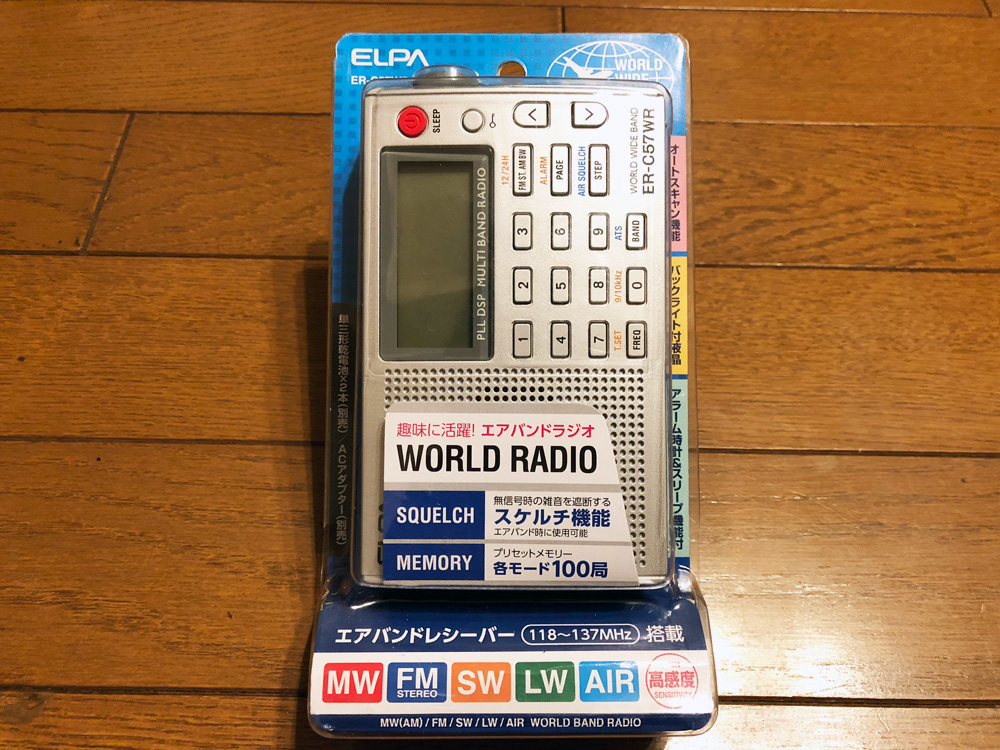 ELPA
WORLD
WIDE
SLEEP
WORLD WIDE BAND
ER-C57WR
12/24H
FM ST. AM BW
ALARM
PAGE
AIR SQUELCH
STEP
3
6
9
ATS
BAND
2
5
8
9/10kHz
0
1
4
7
T.SET
FREQ
PLL DSP MULTI BAND RADIO
オートスキャン機能
バックライト付液晶
アラーム時計&スリープ機能付
単三形乾電池×2本(別売)/ACアダプター(別売)
趣味に活躍! エアバンドラジオ
WORLD RADIO
SQUELCH
無信号時の雑音を遮断する
スケルチ機能
エアバンド時に使用可能
MEMORY
プリセットメモリー
各モード100局
エアバンドレシーバー 118～137MHz 搭載
MW
FM
STEREO
SW
LW
AIR
高感度
SENSITIVITY
MW(AM) / FM / SW / LW / AIR WORLD BAND RADIO